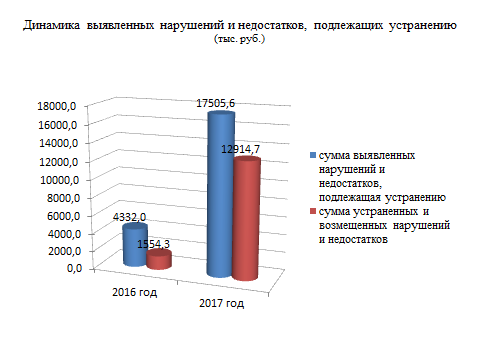 Динамика выявленных нарушений и недостатков, подлежащих устранению
(тыс. руб.)
18000,0
16000,0
14000,0
12000,0
10000,0
8000,0
6000,0
4000,0
2000,0
0,0
4332,0
1554,3
17505,6
12914,7
2016 год
2017 год
сумма выявленных
нарушений и
недостатков,
подлежащая устранению
сумма устраненных и
возмещенных нарушений
и недостатков